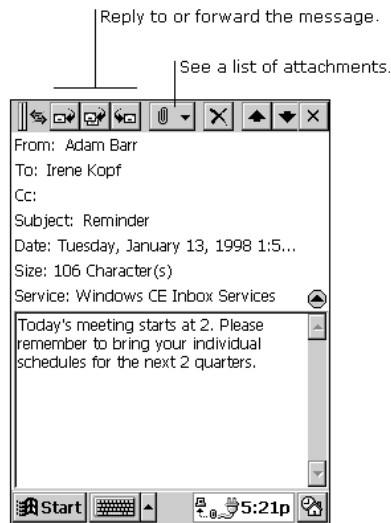 Reply to or forward the message.
See a list of attachments.
From: Adam Barr
To: Irene Kopf
Cc:
Subject: Reminder
Date: Tuesday, January 13, 1998 1:5...
Size: 106 Character(s)
Service: Windows CE Inbox Services
Today's meeting starts at 2. Please
remember to bring your individual
schedules for the next 2 quarters.
Start 5:21p